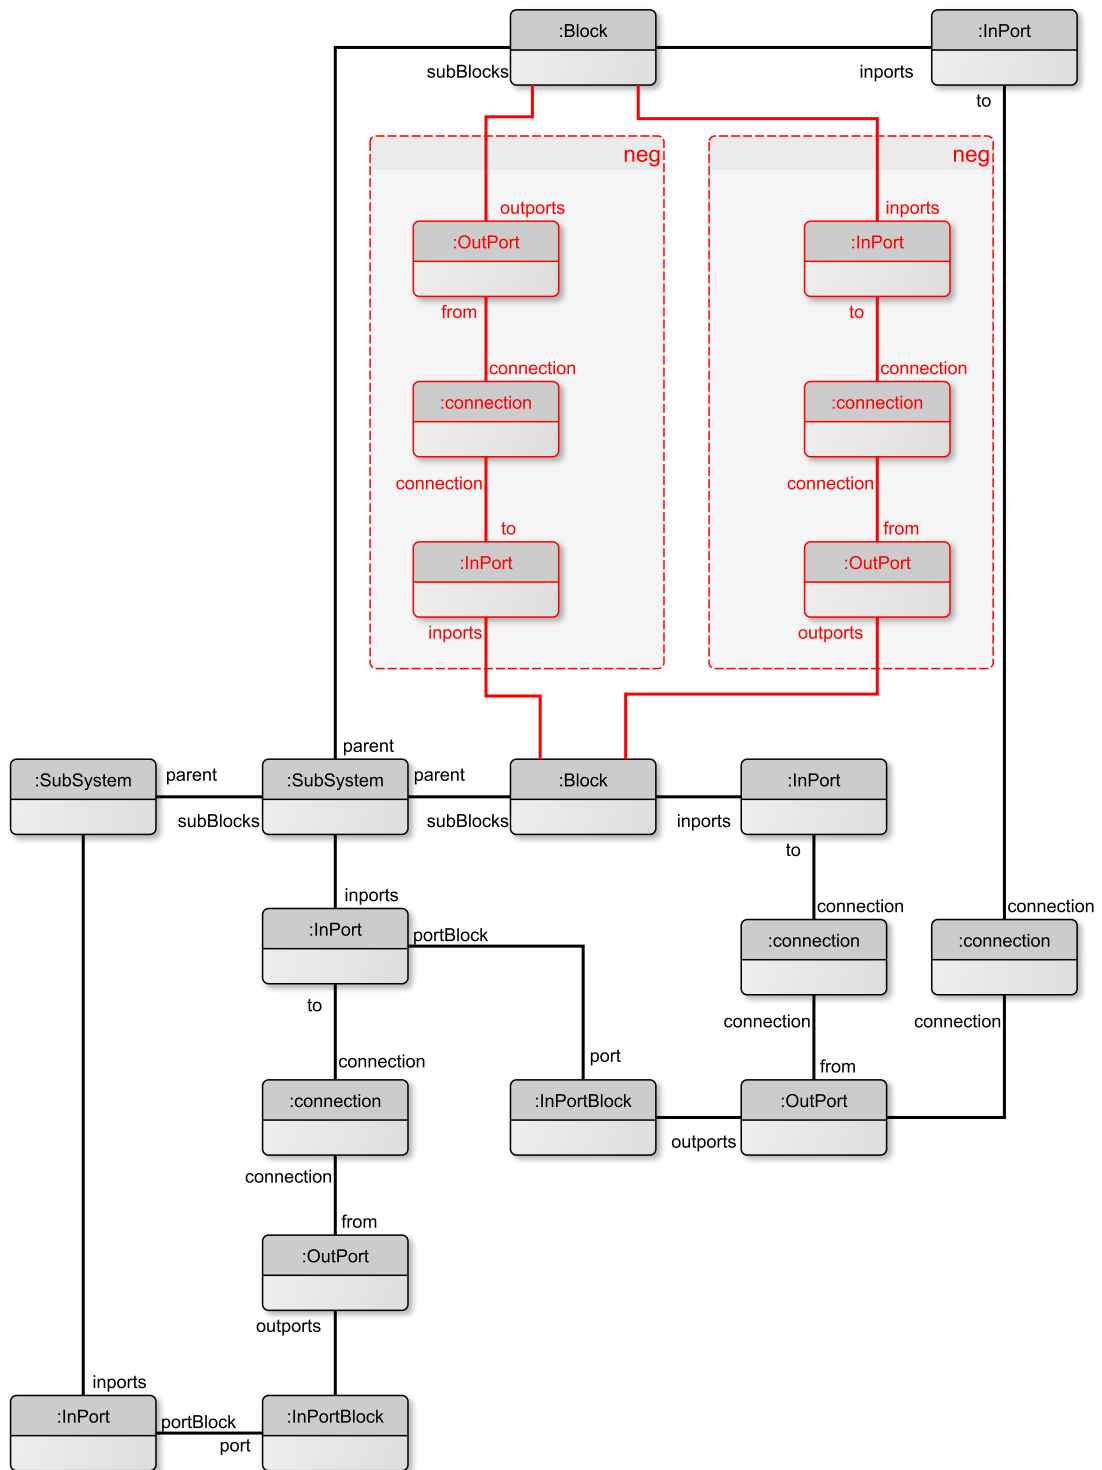 :Block
:InPort
subBlocks
inports
to
neg
neg
outports
inports
:OutPort
:InPort
from
to
connection
connection
:connection
:connection
connection
connection
to
from
:InPort
:OutPort
inports
outports
parent
:SubSystem
parent
:SubSystem
parent
:Block
:InPort
subBlocks
subBlocks
inports
to
inports
connection
connection
:InPort
portBlock
:connection
:connection
to
connection
connection
connection
port
from
:connection
:InPortBlock
:OutPort
outports
connection
from
:OutPort
outports
inports
:InPort
portBlock
:InPortBlock
port